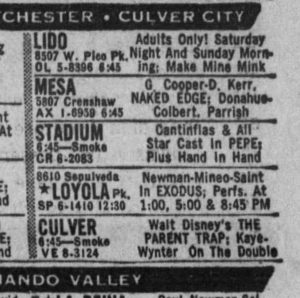 CHESTER • CULVER CITY
LIDO
8507 W. Pico Pk.
OL 5-8396 6:45
Adults Only! Saturday
Night And Sunday Morn-
ing; Make Mine Mink
MESA
5807 Crenshaw
AX 1-6959 6:45
G. Cooper-D. Kerr,
NAKED EDGE; Donahue-
Colbert, Parrish
STADIUM
6:45—Smoke
CR 6-2083
Cantinflas & All
Star Cast In PEPE;
Plus Hand In Hand
8610 Sepulveda
★LOYOLA Pk.
SP 6-1410 12:30
Newman-Mineo-Saint
In EXODUS; Perfs. At
1:00, 5:00 & 8:45 PM
CULVER
6:45—Smoke
VE 8-3124
Walt Disney's THE
PARENT TRAP; Kaye-
Wynter On The Double
NANDO VALLEY